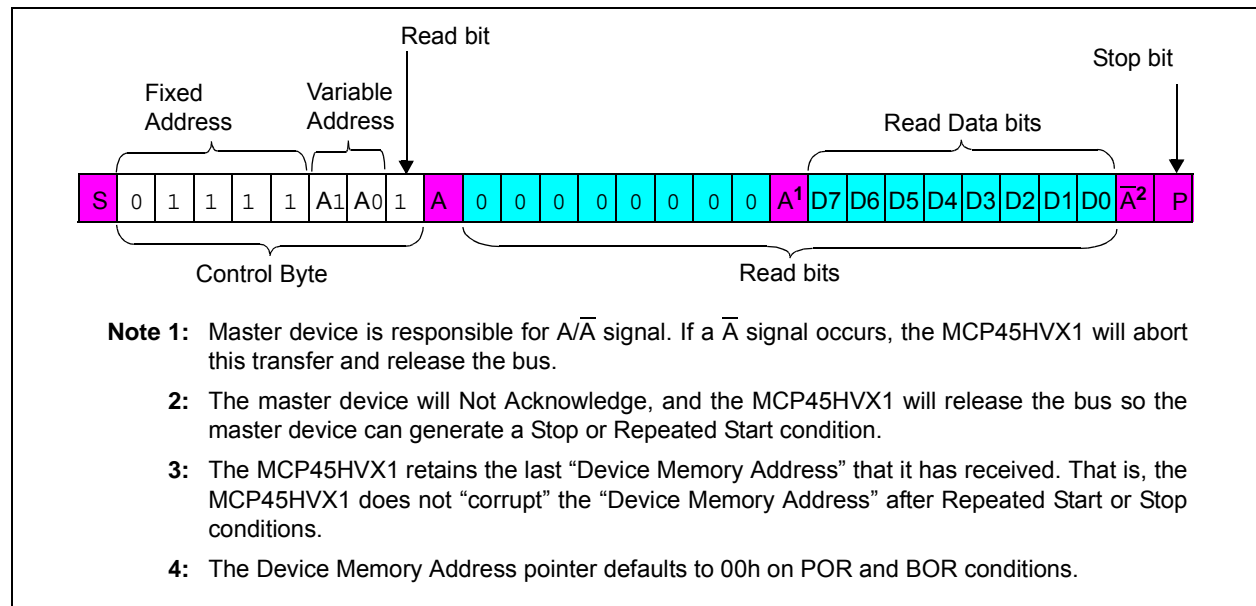 Read bit
Stop bit
Fixed Address
Variable Address
Read Data bits
S 0 1 1 1 1 A1 A0 1 A 0 0 0 0 0 0 0 0 A¹ D7 D6 D5 D4 D3 D2 D1 D0 A̅² P
Control Byte
Read bits
Note 1: Master device is responsible for A/A̅ signal. If a A̅ signal occurs, the MCP45HVX1 will abort
this transfer and release the bus.
2: The master device will Not Acknowledge, and the MCP45HVX1 will release the bus so the
master device can generate a Stop or Repeated Start condition.
3: The MCP45HVX1 retains the last “Device Memory Address” that it has received. That is, the
MCP45HVX1 does not “corrupt” the “Device Memory Address” after Repeated Start or Stop
conditions.
4: The Device Memory Address pointer defaults to 00h on POR and BOR conditions.